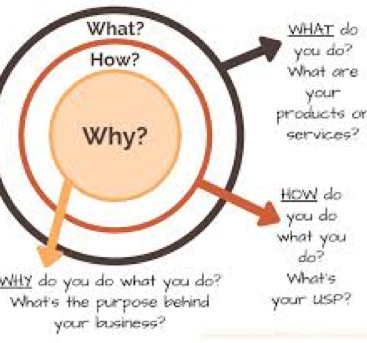 What?
How?
Why?
WHAT do
you do?
What are
your
products or
services?
HOW do
you do
what you
do?
What's
your USP?
WHY do you do what you do?
What's the purpose behind
your business?